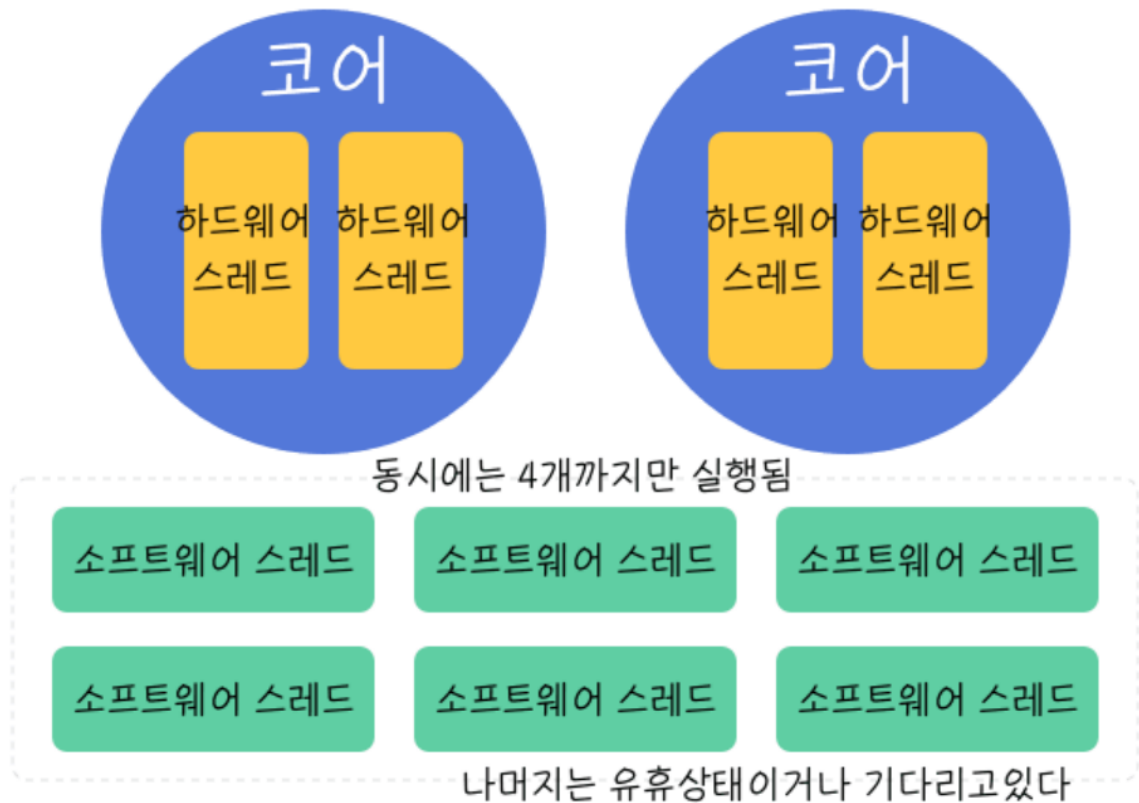 코어
코어
하드웨어
스레드
하드웨어
스레드
하드웨어
스레드
하드웨어
스레드
동시에는 4개까지만 실행됨
소프트웨어 스레드
소프트웨어 스레드
소프트웨어 스레드
소프트웨어 스레드
소프트웨어 스레드
소프트웨어 스레드
나머지는 유휴상태이거나 기다리고있다